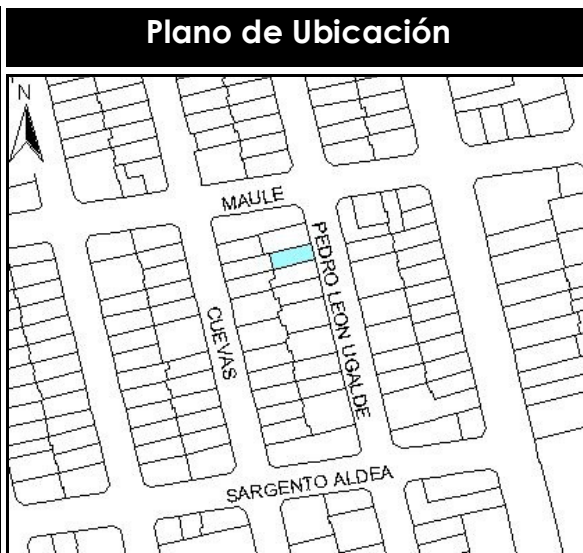 Plano de Ubicación
N
MAULE
PEDRO LEON UGALDE
CUEVAS
SARGENTO ALDEA